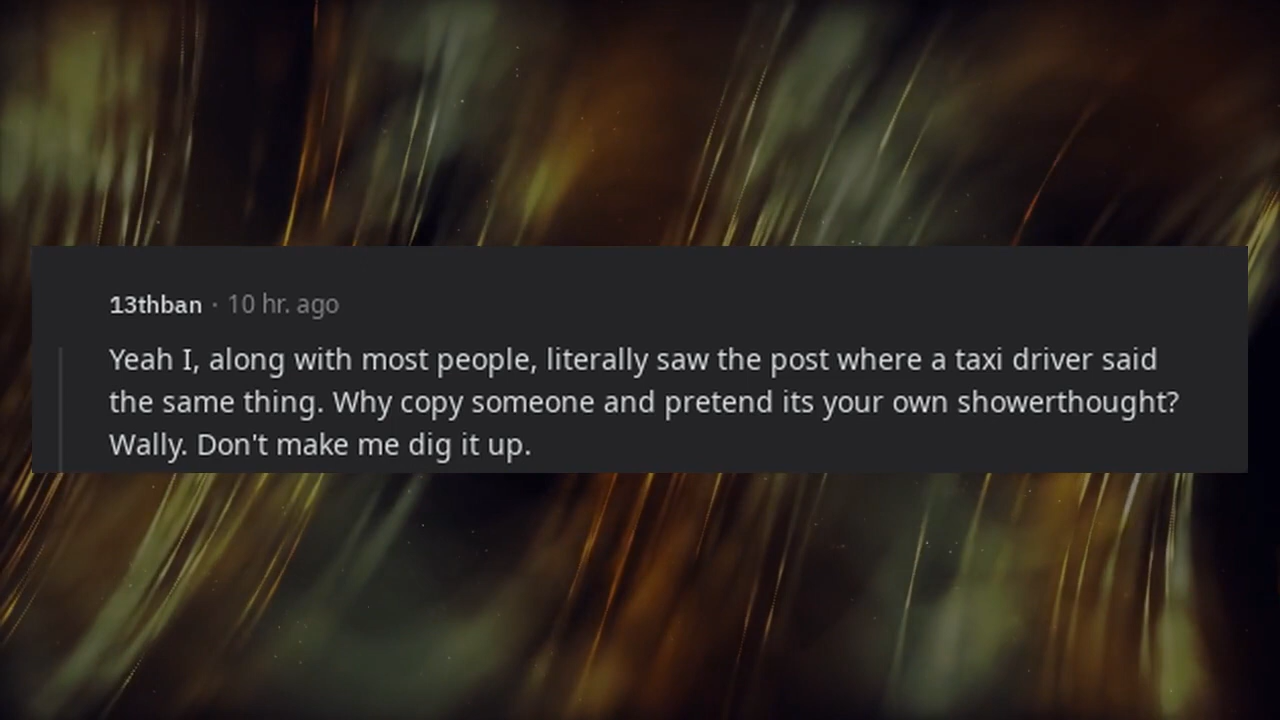 13thban · 10 hr. ago
Yeah I, along with most people, literally saw the post where a taxi driver said
the same thing. Why copy someone and pretend its your own showerthought?
Wally. Don't make me dig it up.